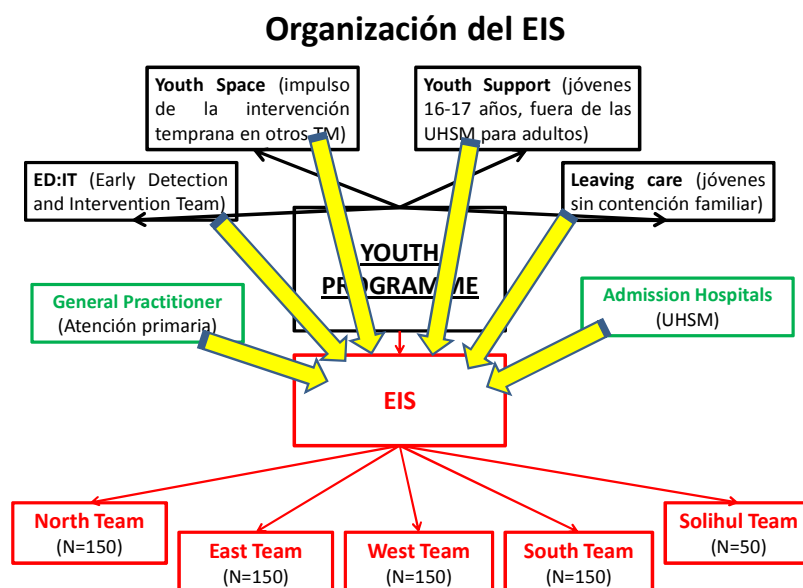 Organización del EIS
Youth Space (impulso
de la intervención
temprana en otros TM)
Youth Support (jóvenes
16-17 años, fuera de las
UHSM para adultos)
ED:IT (Early Detection
and Intervention Team)
Leaving care (jóvenes
sin contención familiar)
YOUTH
PROGRAMME
General Practitioner
(Atención primaria)
Admission Hospitals
(UHSM)
EIS
North Team
(N=150)
East Team
(N=150)
West Team
(N=150)
South Team
(N=150)
Solihul Team
(N=50)